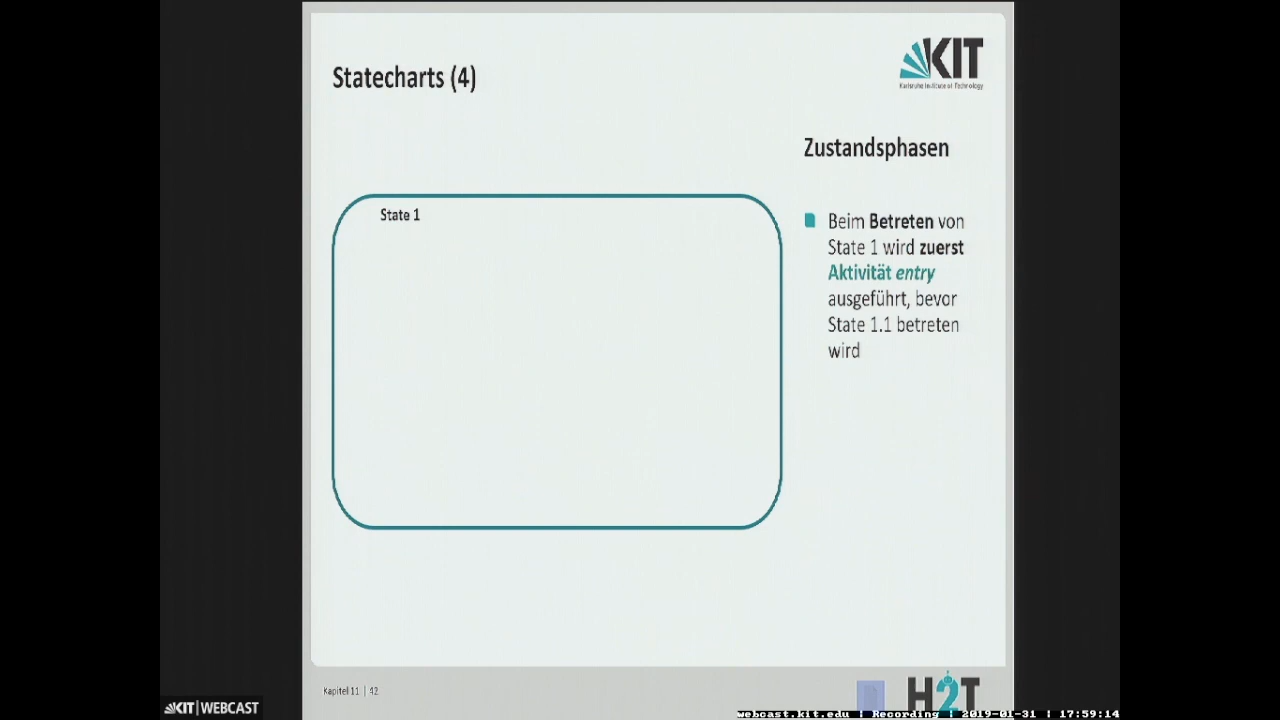 Statecharts (4)
KIT
Karlsruhe Institute of Technology
Zustandsphasen
State 1
Beim Betreten von
State 1 wird zuerst
Aktivität entry
ausgeführt, bevor
State 1.1 betreten
wird
Kapitel 11 | 42
H2T
KIT | WEBCAST
webcast.kit.edu | Recording | 2019-01-31 | 17:59:14